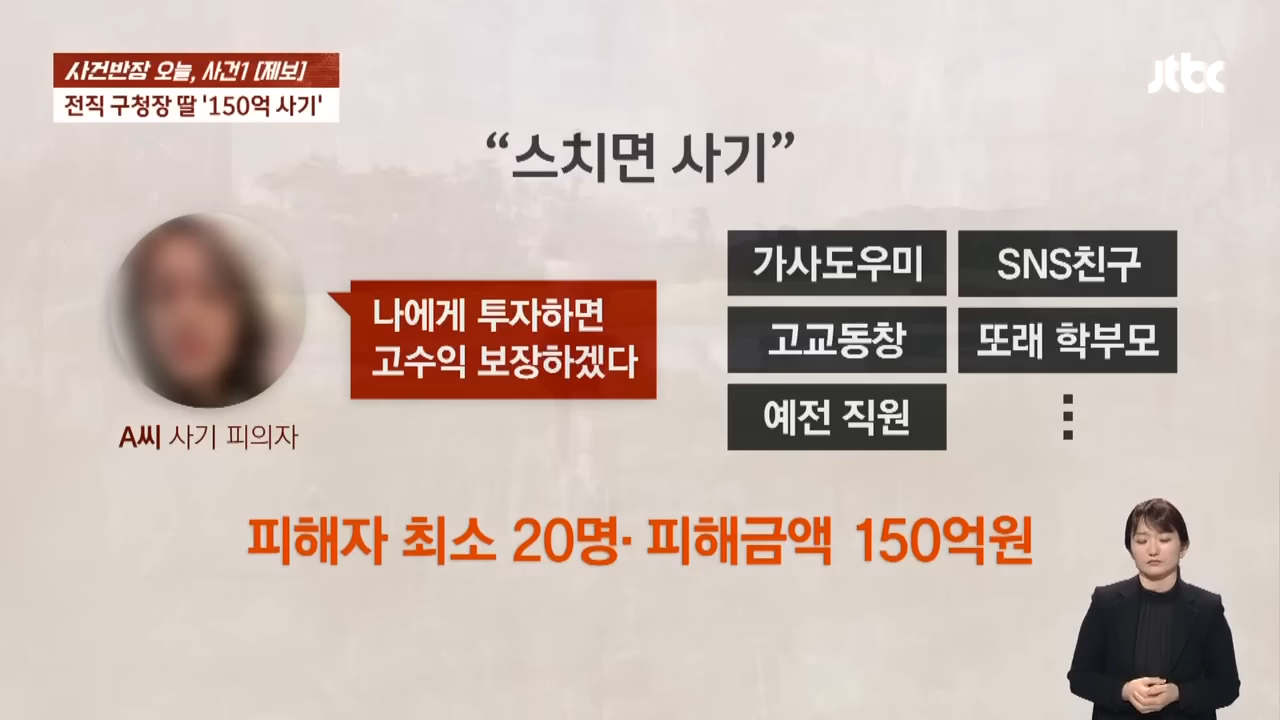 사건반장 오늘, 사건1 [제보]
전직 구청장 딸 '150억 사기'
jtbc
“스치면 사기”
나에게 투자하면
고수익 보장하겠다
A씨 사기 피의자
가사도우미
SNS친구
고교동창
또래 학부모
예전 직원
⋮
피해자 최소 20명· 피해금액 150억원